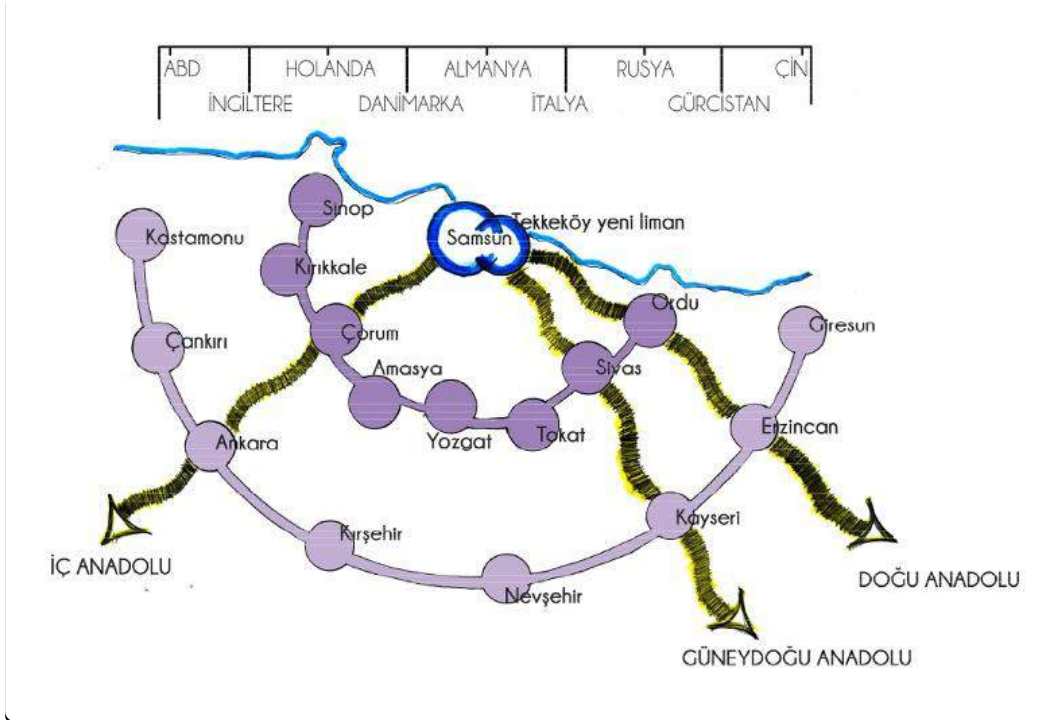 ABD
HOLANDA
ALMANYA
RUSYA
ÇİN
İNGİLTERE
DANİMARKA
İTALYA
GÜRCİSTAN
Sinop
Tekkeköy yeni liman
Kastamonu
Samsun
Kırıkkale
Ordu
Çorum
Giresun
Çankırı
Amasya
Sivas
Erzincan
Ankara
Yozgat
Tokat
Kayseri
Kırşehir
İÇ ANADOLU
DOĞU ANADOLU
Nevşehir
GÜNEYDOĞU ANADOLU